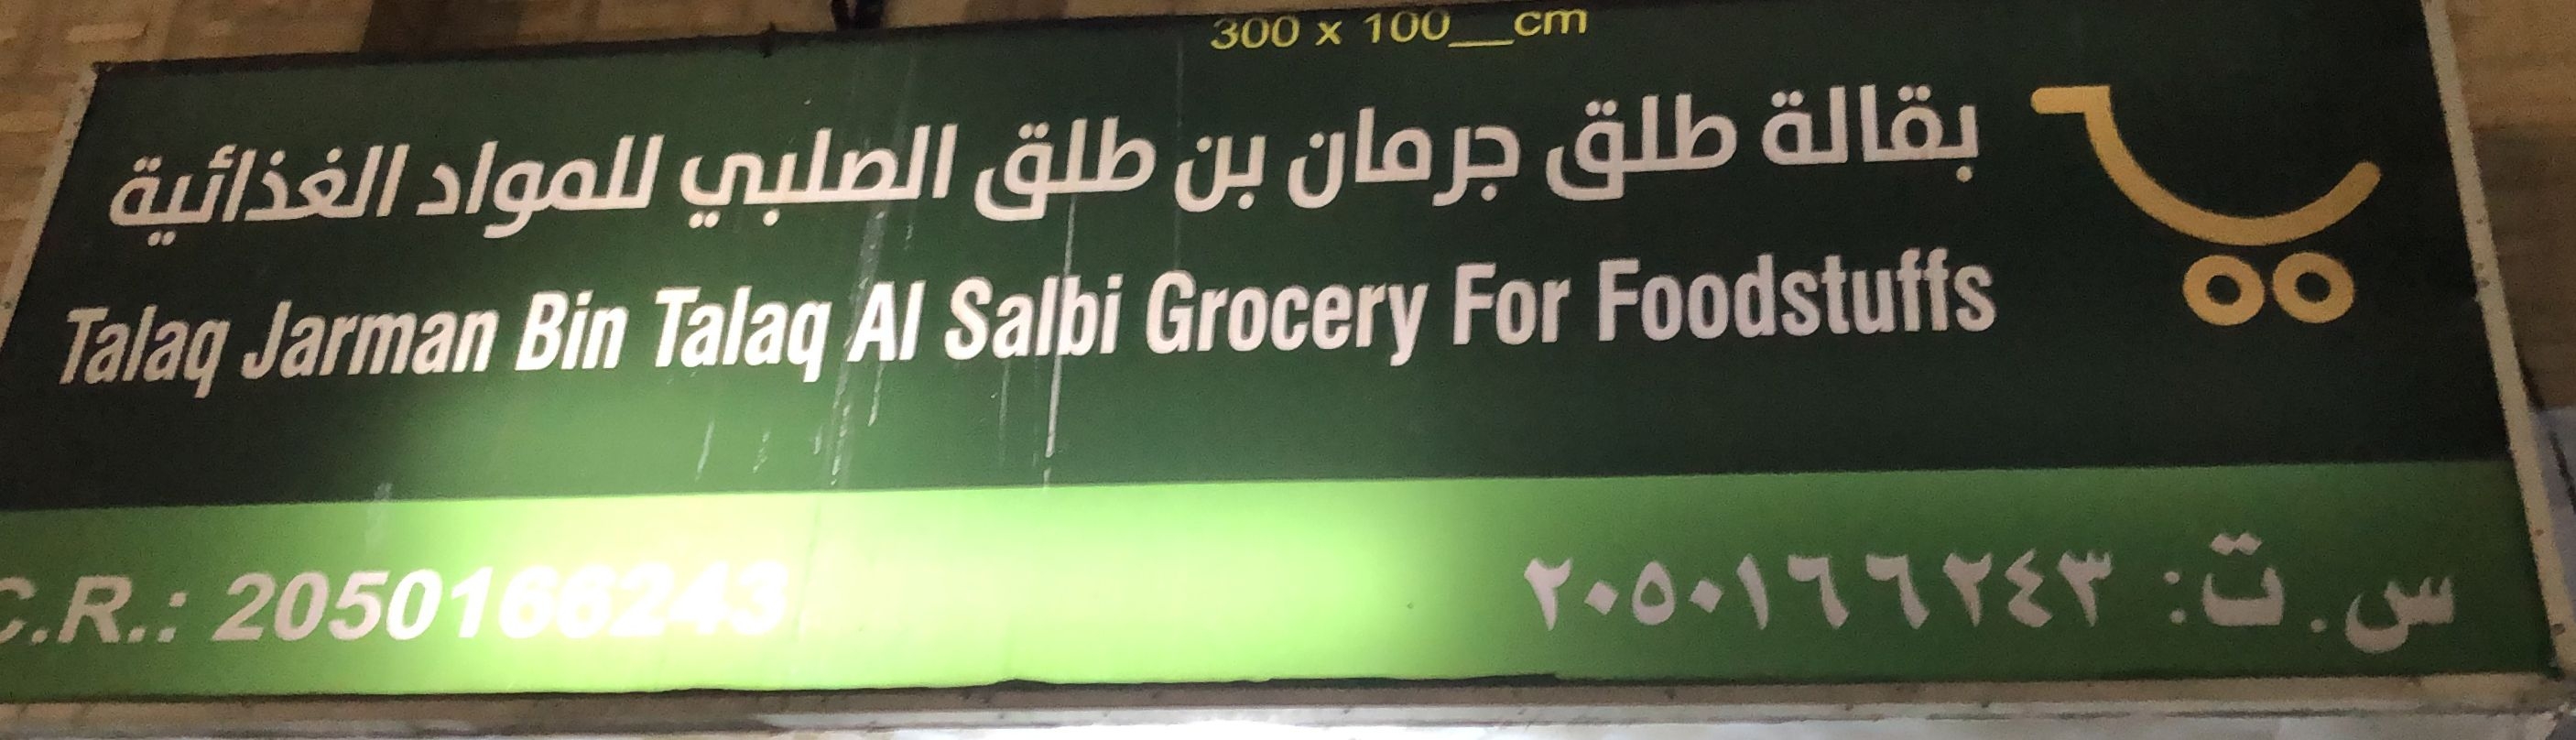 300 x 100__cm
بقالة طلق جرمان بن طلق الصلبي للمواد الغذائية
Talaq Jarman Bin Talaq Al Salbi Grocery For Foodstuffs
C.R.: 2050166243
س.ت: ٢٠٥٠١٦٦٢٤٣